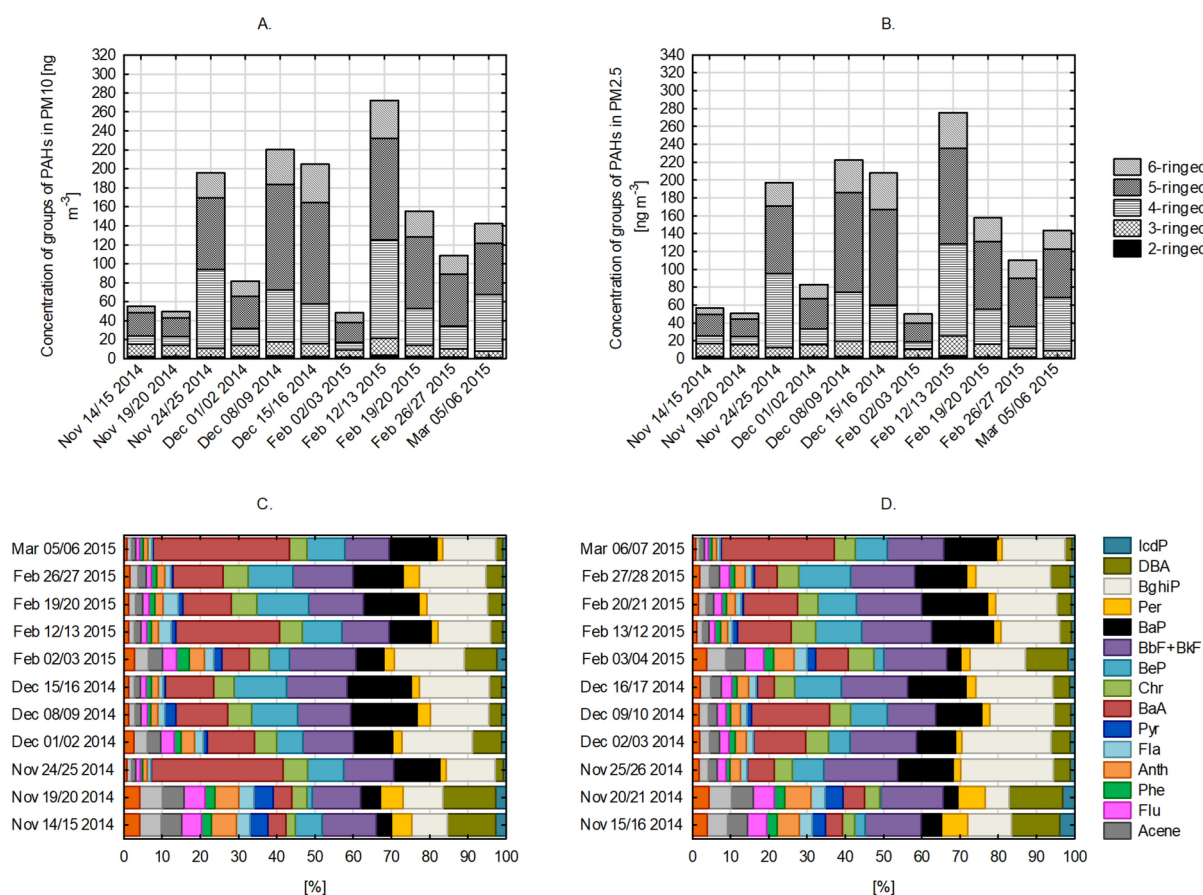 A.
B.
Concentration of groups of PAHs in PM10 [ng
m⁻³]
320
300
280
260
240
220
200
180
160
140
120
100
80
60
40
20
0
Nov 14/15 2014
Nov 19/20 2014
Nov 24/25 2014
Dec 01/02 2014
Dec 08/09 2014
Dec 15/16 2014
Feb 02/03 2015
Feb 12/13 2015
Feb 19/20 2015
Feb 26/27 2015
Mar 05/06 2015
Concentration of groups of PAHs in PM2.5
[ng m⁻³]
340
320
300
280
260
240
220
200
180
160
140
120
100
80
60
40
20
0
Nov 14/15 2014
Nov 19/20 2014
Nov 24/25 2014
Dec 01/02 2014
Dec 08/09 2014
Dec 15/16 2014
Feb 02/03 2015
Feb 12/13 2015
Feb 19/20 2015
Feb 26/27 2015
Mar 05/06 2015
6-ringed
5-ringed
4-ringed
3-ringed
2-ringed
C.
D.
Mar 05/06 2015
Feb 26/27 2015
Feb 19/20 2015
Feb 12/13 2015
Feb 02/03 2015
Dec 15/16 2014
Dec 08/09 2014
Dec 01/02 2014
Nov 24/25 2014
Nov 19/20 2014
Nov 14/15 2014
0 10 20 30 40 50 60 70 80 90 100
[%]
Mar 06/07 2015
Feb 27/28 2015
Feb 20/21 2015
Feb 13/12 2015
Feb 03/04 2015
Dec 16/17 2014
Dec 09/10 2014
Dec 02/03 2014
Nov 25/26 2014
Nov 20/21 2014
Nov 15/16 2014
0 10 20 30 40 50 60 70 80 90 100
[%]
IcdP
DBA
BghiP
Per
BaP
BbF+BkF
BeP
Chr
BaA
Pyr
Fla
Anth
Phe
Flu
Acene